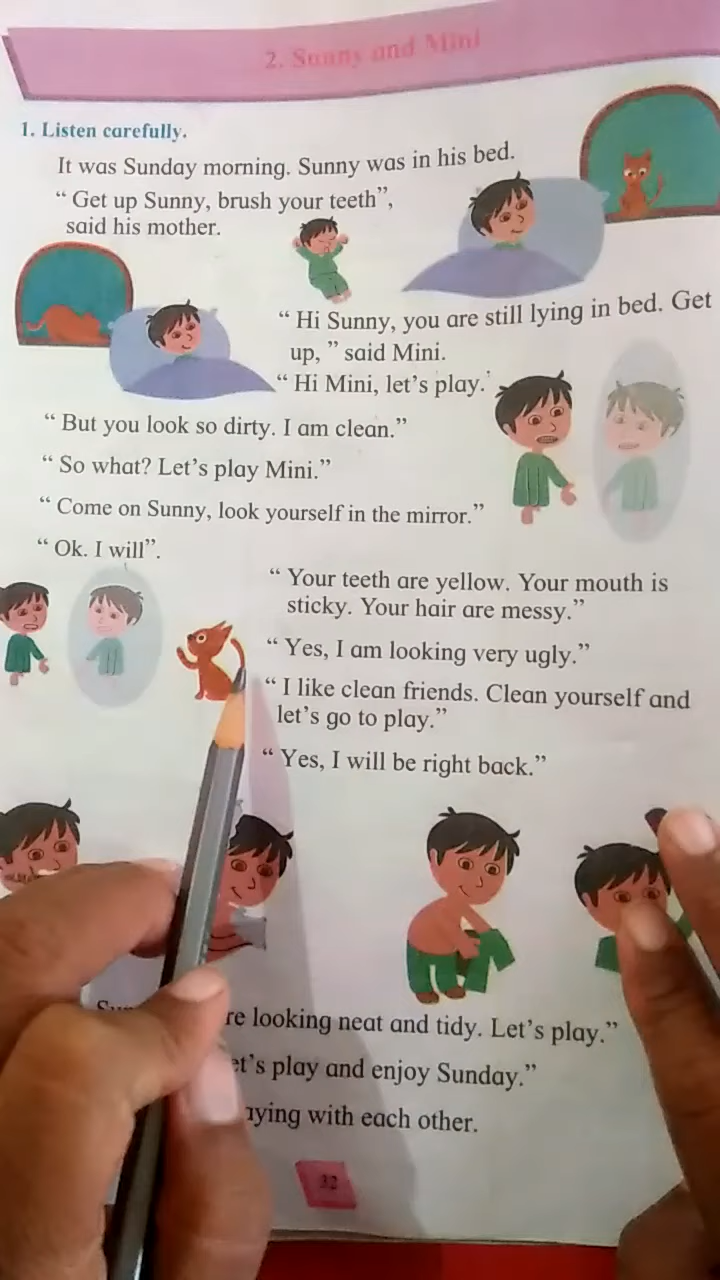 2. Sunny and Mini
1. Listen carefully.
It was Sunday morning. Sunny was in his bed.
“ Get up Sunny, brush your teeth”,
said his mother.
“ Hi Sunny, you are still lying in bed. Get
up, ” said Mini.
“ Hi Mini, let’s play.’
“ But you look so dirty. I am clean.”
“ So what? Let’s play Mini.”
“ Come on Sunny, look yourself in the mirror.”
“ Ok. I will”.
“ Your teeth are yellow. Your mouth is
sticky. Your hair are messy.”
“ Yes, I am looking very ugly.”
“ I like clean friends. Clean yourself and
let’s go to play.”
“ Yes, I will be right back.”
looking neat and tidy. Let’s play.”
play and enjoy Sunday.”
with each other.
32